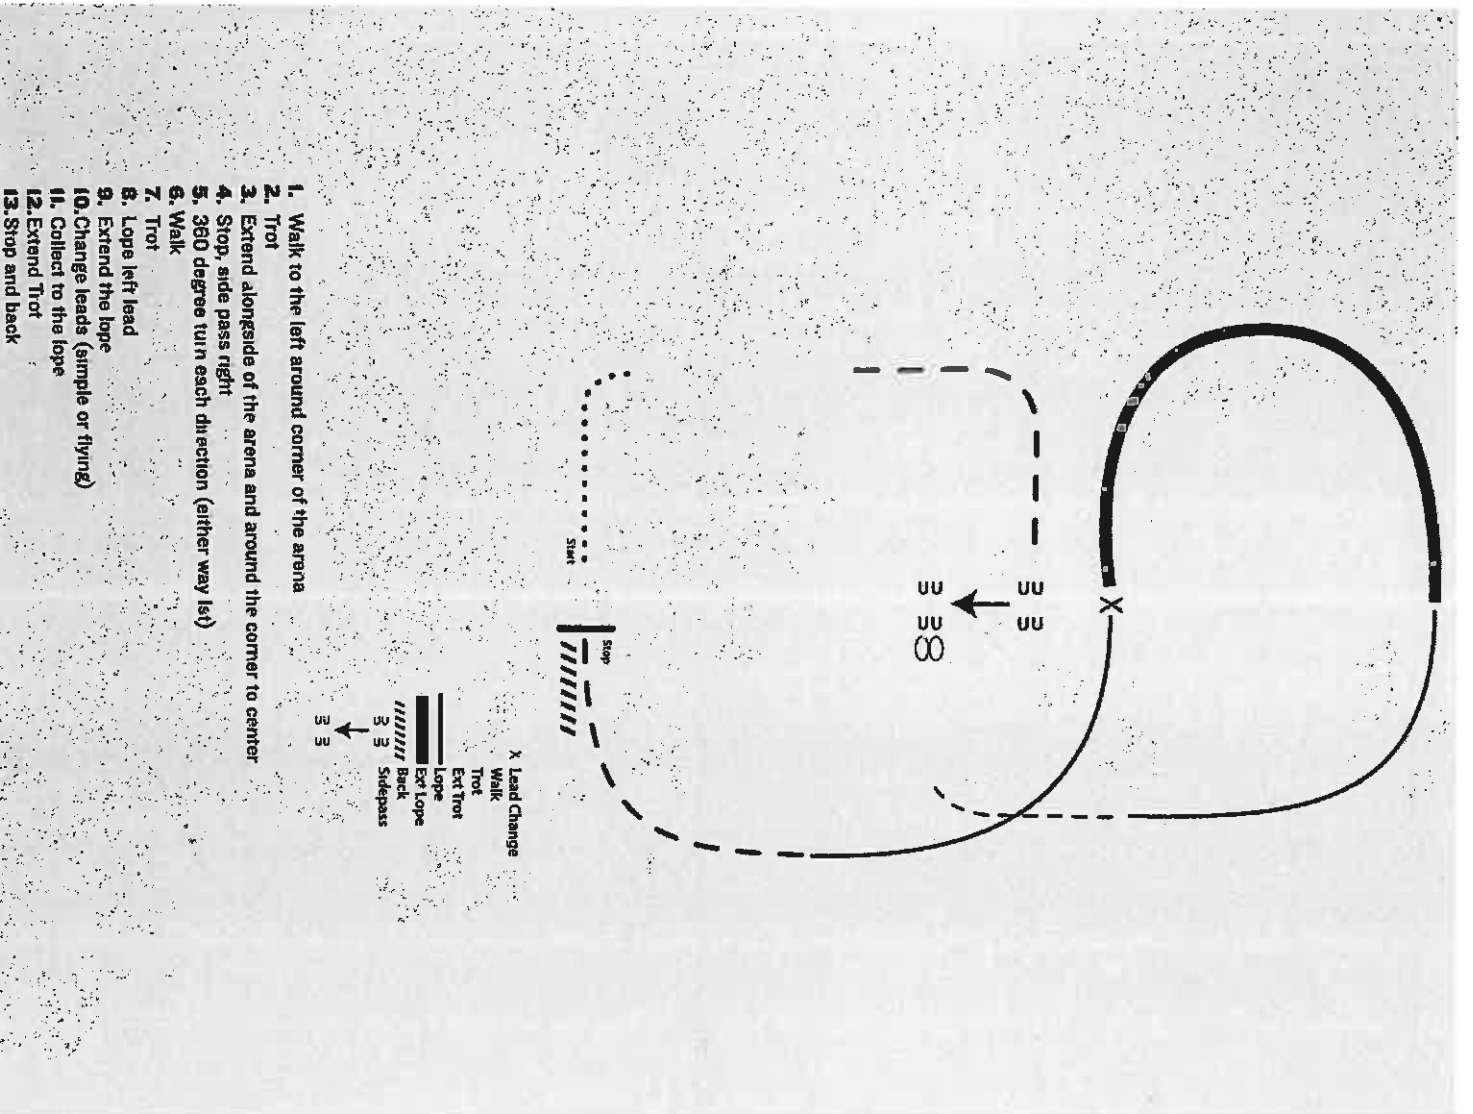 X
Start
Stop
1. Walk to the left around corner of the arena
2. Trot
3. Extend alongside of the arena and around the corner to center
4. Stop, side pass right
5. 360 degree turn each direction (either way 1st)
6. Walk
7. Trot
8. Lope left lead
9. Extend the lope
10. Change leads (simple or flying)
11. Collect to the lope
12. Extend Trot
13. Stop and back
X Lead Change
Walk
Trot
Ext Trot
Lope
Ext Lope
Back
Sidepass